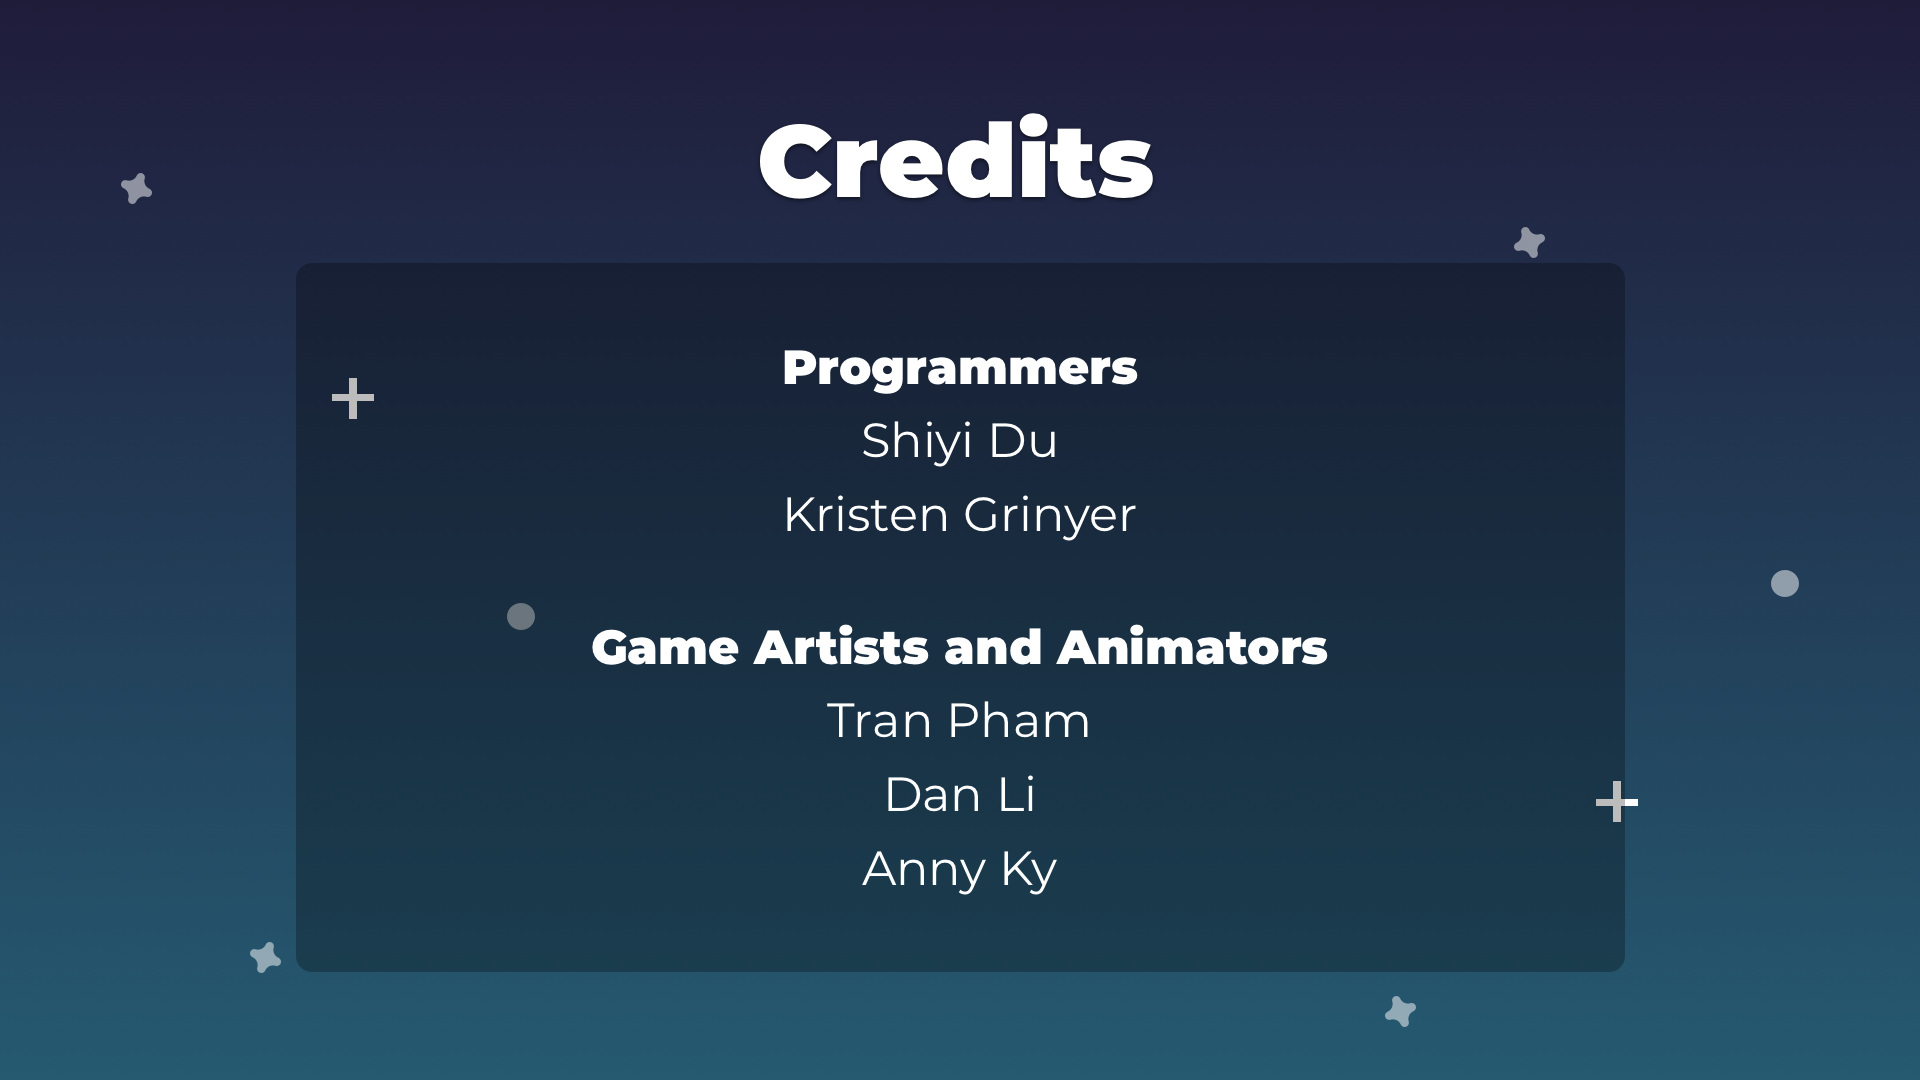 Credits
Programmers
Shiyi Du
Kristen Grinyer
Game Artists and Animators
Tran Pham
Dan Li
Anny Ky